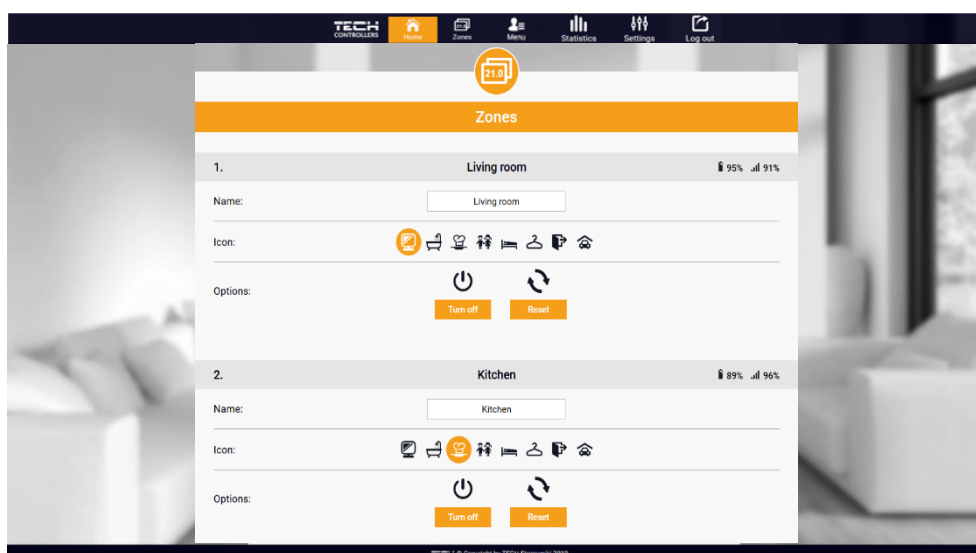 TECH
CONTROLLERS
Home Zones Menu Statistics Settings Log out
21.0
Zones
1. Living room 95% 91%
Name: Living room
Icon:
Options:
Turn off Reset
2. Kitchen 89% 96%
Name: Kitchen
Icon:
Options:
Turn off Reset